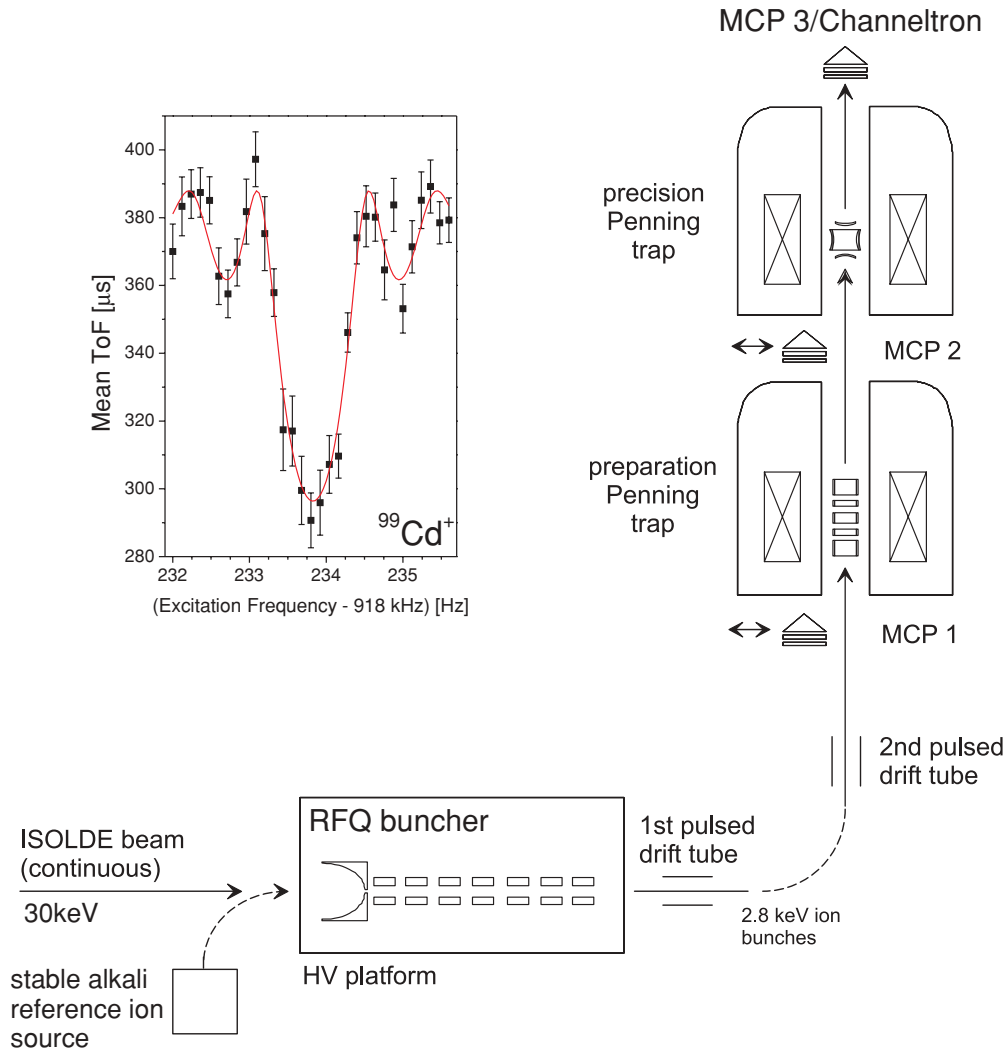 MCP 3/Channeltron
400
380
360
340
320
300
280
Mean ToF [µs]
232
233
234
235
(Excitation Frequency - 918 kHz) [Hz]
99Cd+
precision
Penning
trap
MCP 2
preparation
Penning
trap
MCP 1
2nd pulsed
drift tube
RFQ buncher
1st pulsed
drift tube
ISOLDE beam
(continuous)
30keV
2.8 keV ion
bunches
HV platform
stable alkali
reference ion
source